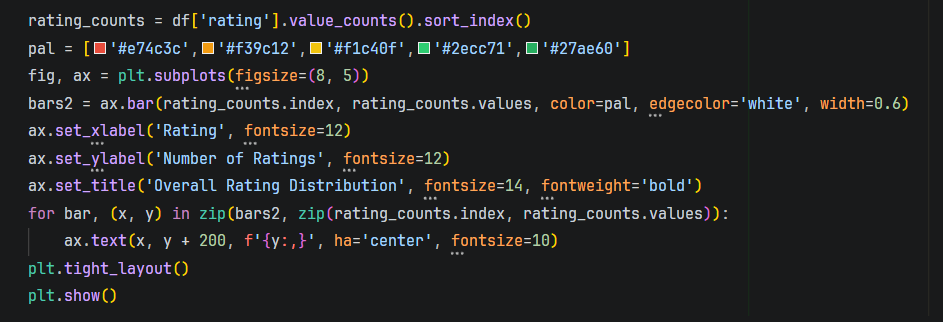 rating_counts = df['rating'].value_counts().sort_index()
pal = ['#e74c3c','#f39c12','#f1c40f','#2ecc71','#27ae60']
fig, ax = plt.subplots(figsize=(8, 5))
bars2 = ax.bar(rating_counts.index, rating_counts.values, color=pal, edgecolor='white', width=0.6)
ax.set_xlabel('Rating', fontsize=12)
ax.set_ylabel('Number of Ratings', fontsize=12)
ax.set_title('Overall Rating Distribution', fontsize=14, fontweight='bold')
for bar, (x, y) in zip(bars2, zip(rating_counts.index, rating_counts.values)):
    ax.text(x, y + 200, f'{y:,}', ha='center', fontsize=10)
plt.tight_layout()
plt.show()